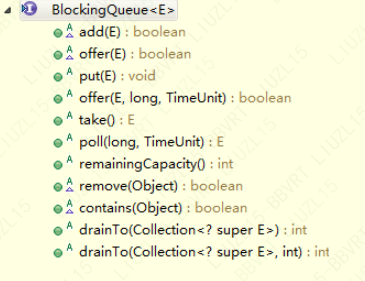 BlockingQueue<E>
add(E) : boolean
offer(E) : boolean
put(E) : void
offer(E, long, TimeUnit) : boolean
take() : E
poll(long, TimeUnit) : E
remainingCapacity() : int
remove(Object) : boolean
contains(Object) : boolean
drainTo(Collection<? super E>) : int
drainTo(Collection<? super E>, int) : int